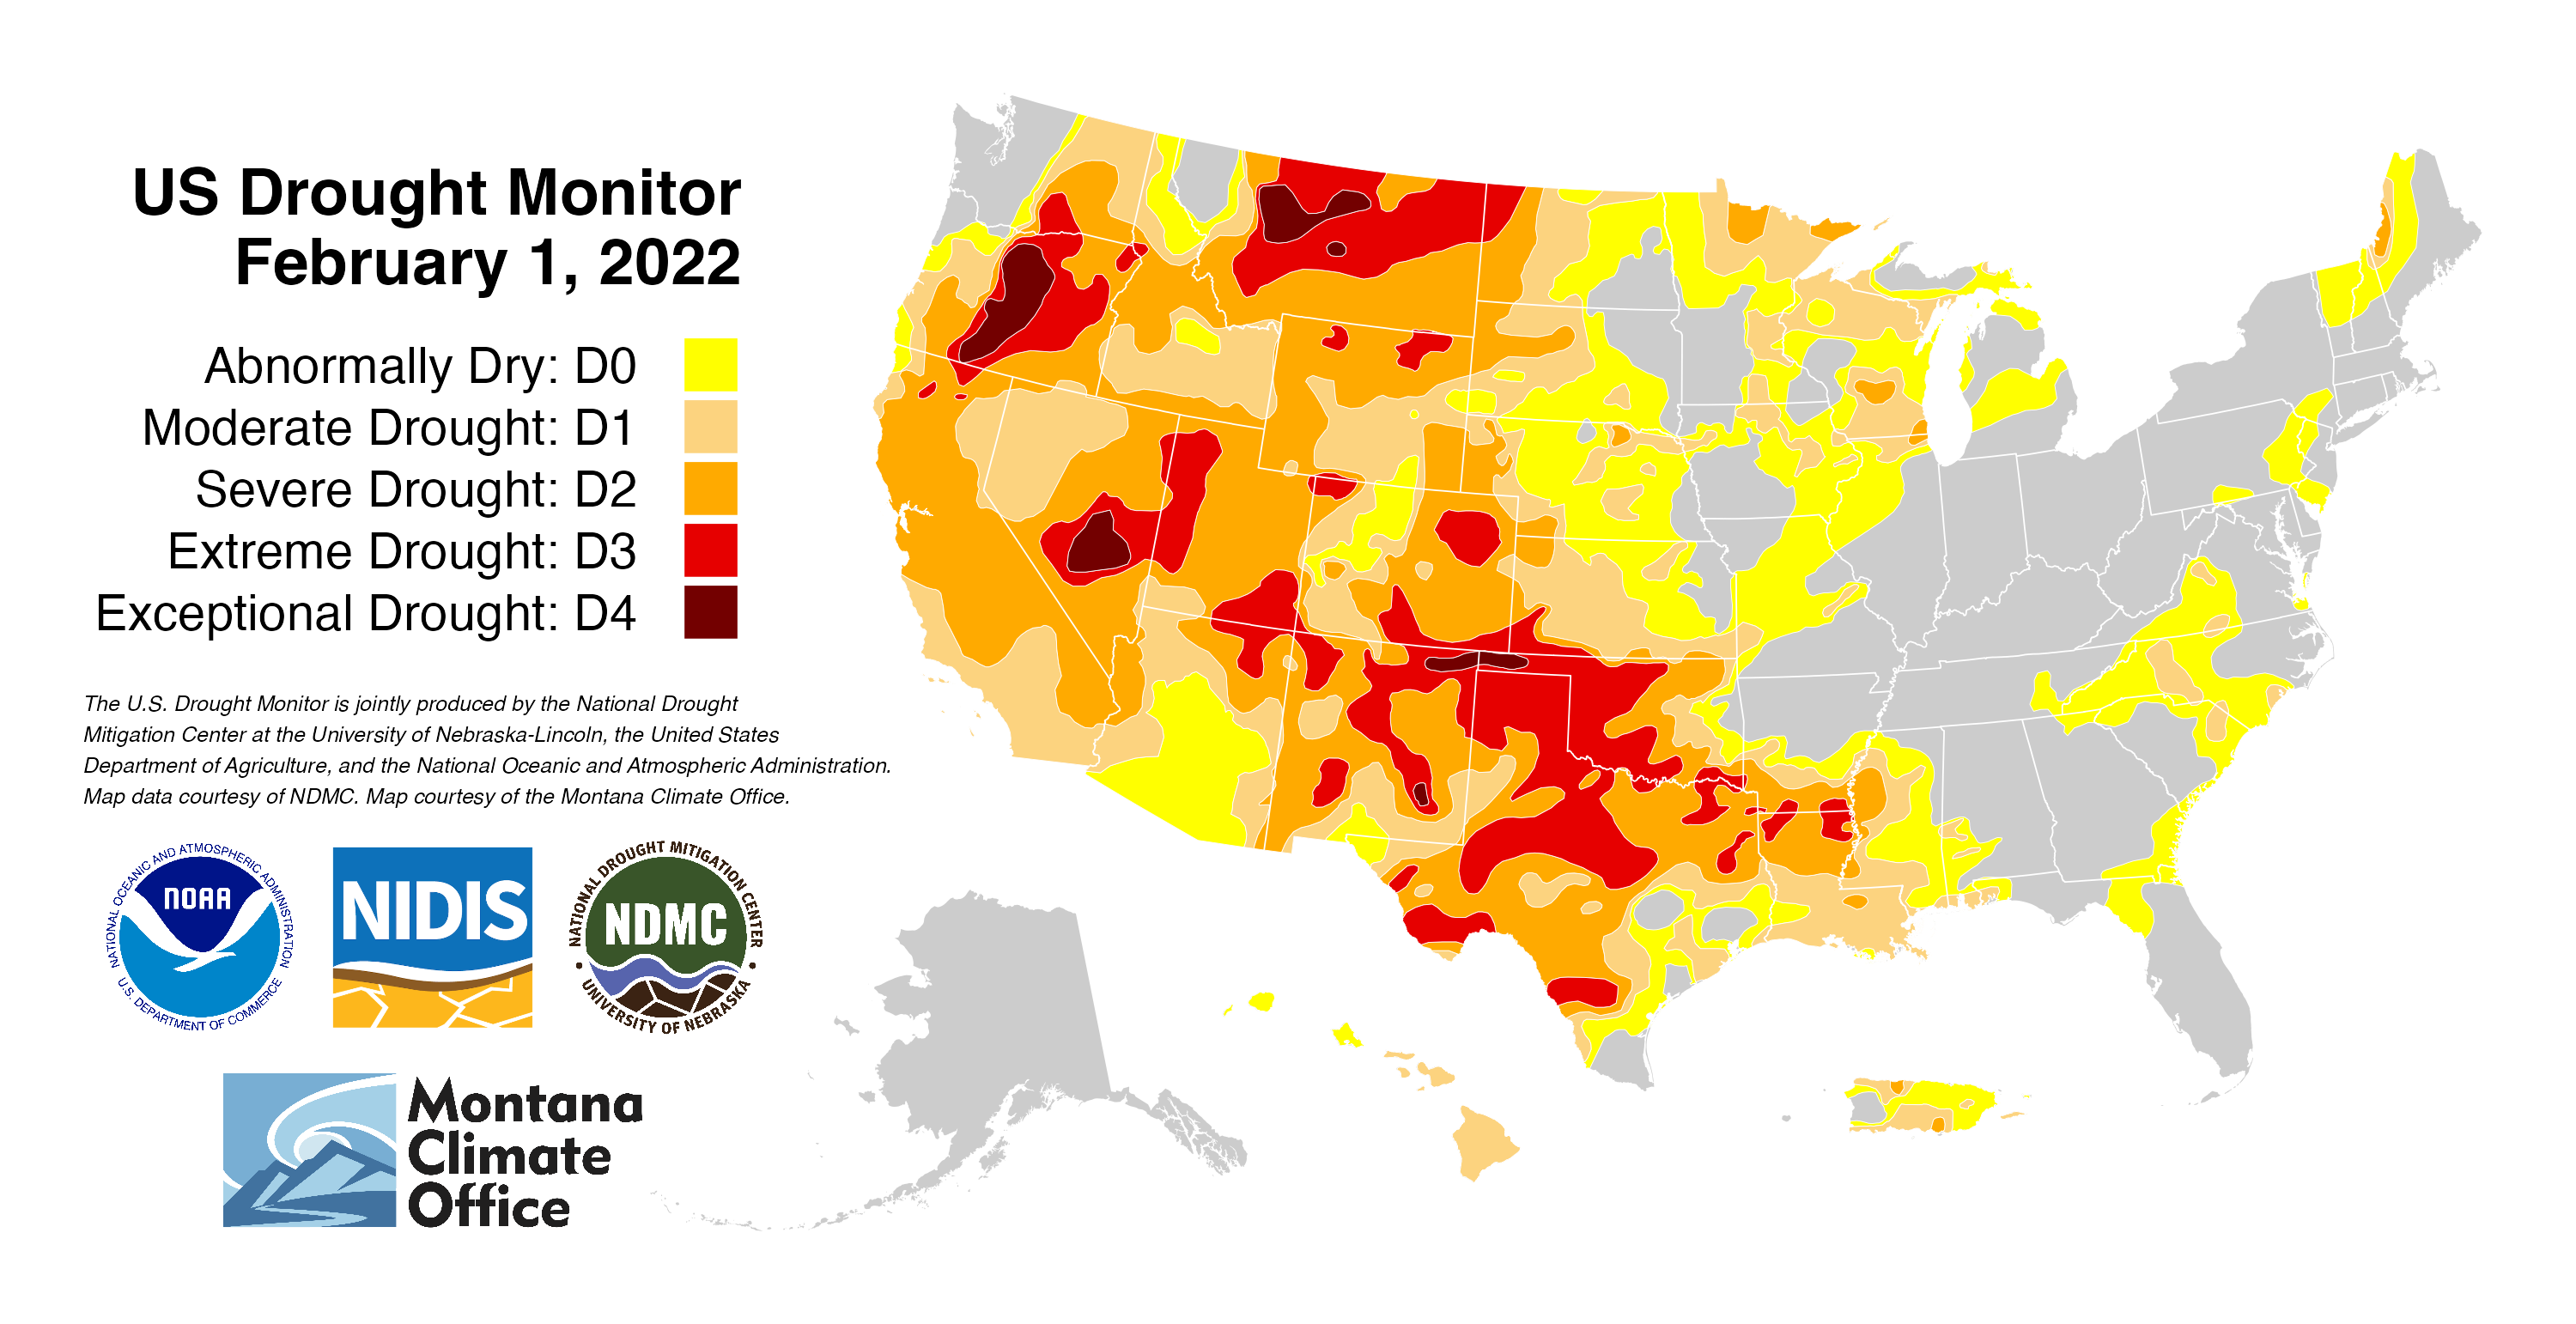 US Drought Monitor
February 1, 2022
Abnormally Dry: D0
Moderate Drought: D1
Severe Drought: D2
Extreme Drought: D3
Exceptional Drought: D4
The U.S. Drought Monitor is jointly produced by the National Drought
Mitigation Center at the University of Nebraska-Lincoln, the United States
Department of Agriculture, and the National Oceanic and Atmospheric Administration.
Map data courtesy of NDMC. Map courtesy of the Montana Climate Office.
NATIONAL OCEANIC AND ATMOSPHERIC ADMINISTRATION
NOAA
U.S. DEPARTMENT OF COMMERCE
NIDIS
NATIONAL DROUGHT MITIGATION CENTER
NDMC
UNIVERSITY OF NEBRASKA
Montana
Climate
Office